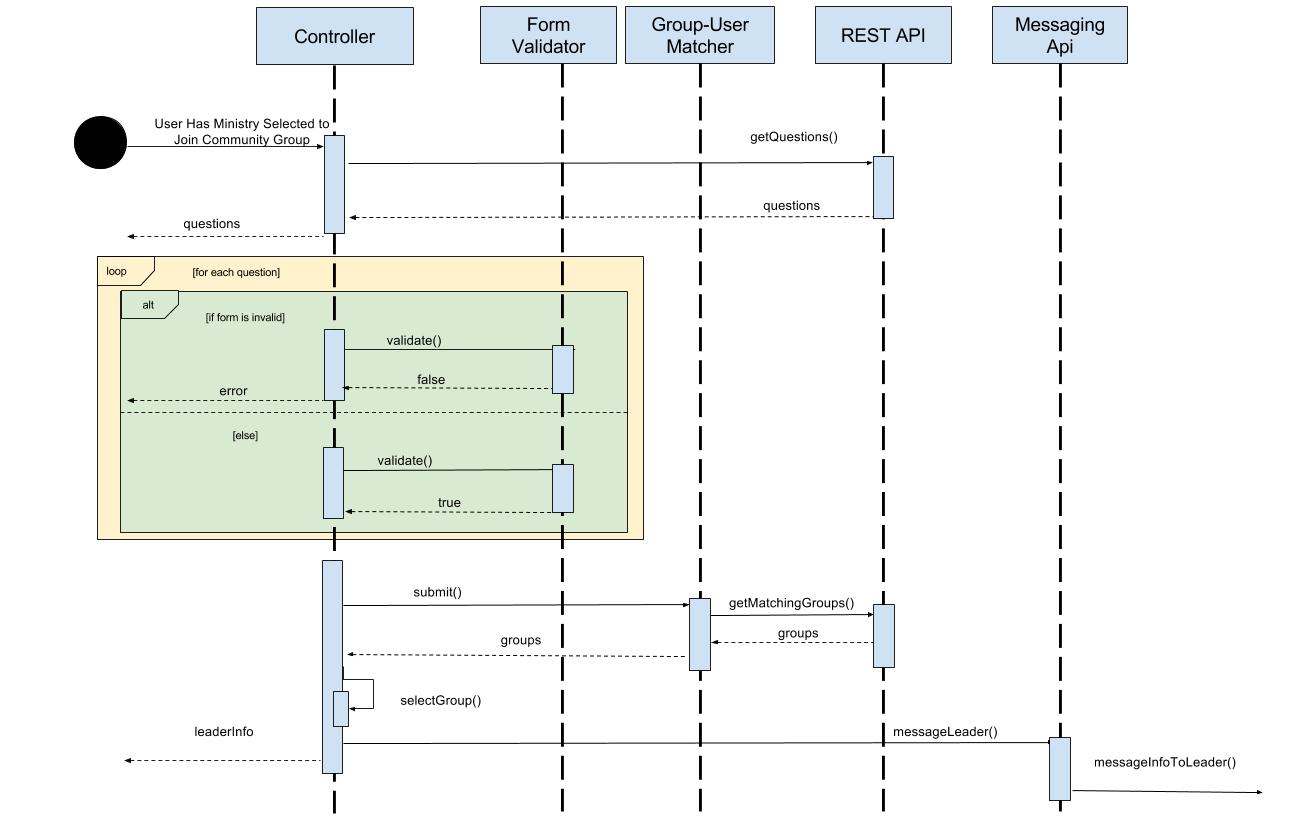 Controller
Form
Validator
Group-User
Matcher
REST API
Messaging
Api
User Has Ministry Selected to
Join Community Group
getQuestions()
questions
questions
loop
[for each question]
alt
[if form is invalid]
validate()
false
error
[else]
validate()
true
submit()
getMatchingGroups()
groups
groups
selectGroup()
leaderInfo
messageLeader()
messageInfoToLeader()